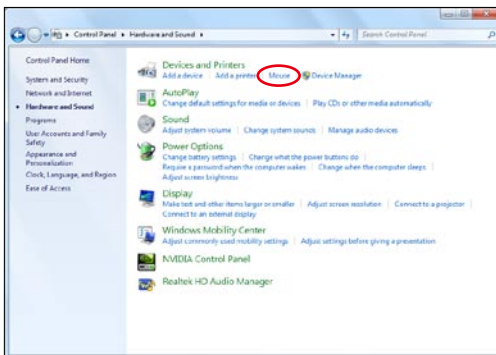 Control Panel ▸ Hardware and Sound ▸
Search Control Panel
Control Panel Home
System and Security
Network and Internet
Hardware and Sound
Programs
User Accounts and Family
Safety
Appearance and
Personalization
Clock, Language, and Region
Ease of Access
Devices and Printers
Add a device | Add a printer | Mouse | Device Manager
AutoPlay
Change default settings for media or devices | Play CDs or other media automatically
Sound
Adjust system volume | Change system sounds | Manage audio devices
Power Options
Change battery settings | Change what the power buttons do
Require a password when the computer wakes | Change when the computer sleeps
Adjust screen brightness
Display
Make text and other items larger or smaller | Adjust screen resolution | Connect to a projector
Connect to an external display
Windows Mobility Center
Adjust commonly used mobility settings | Adjust settings before giving a presentation
NVIDIA Control Panel
Realtek HD Audio Manager